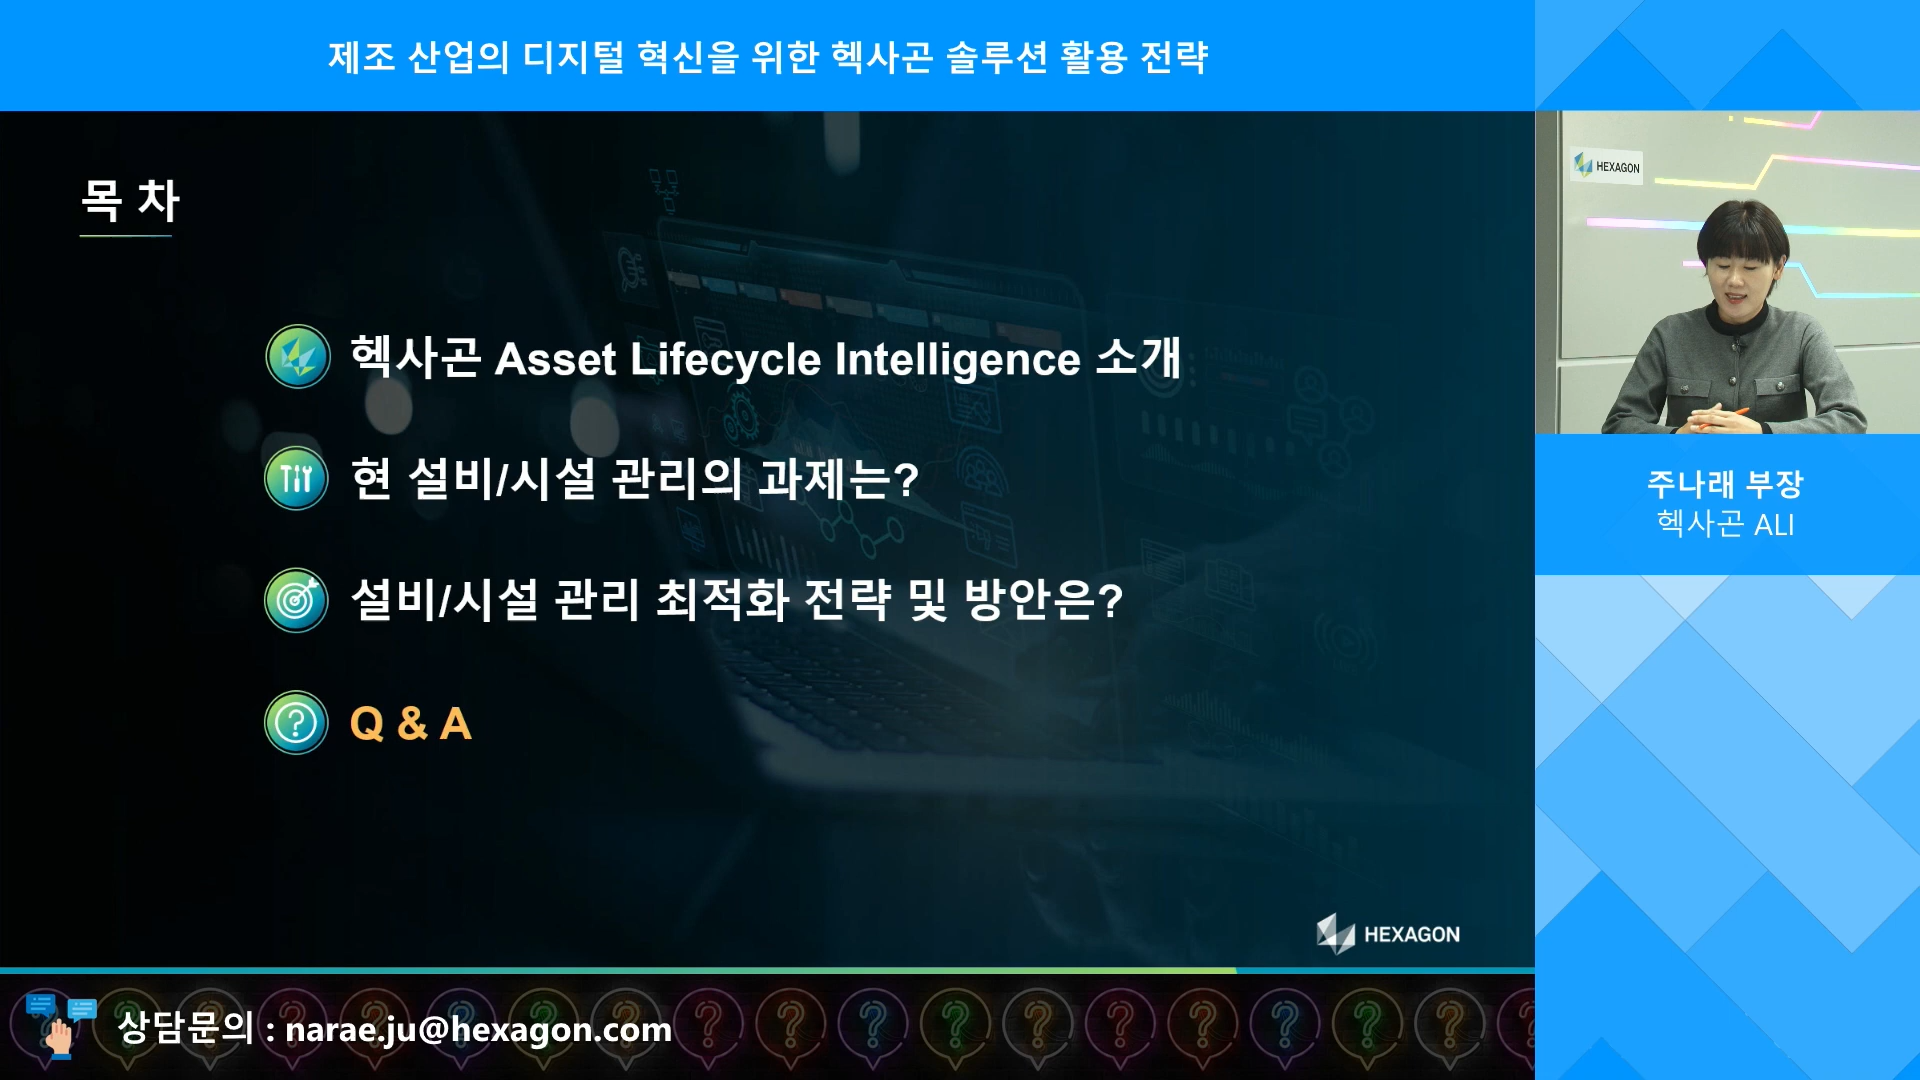 제조 산업의 디지털 혁신을 위한 헥사곤 솔루션 활용 전략
목 차
헥사곤 Asset Lifecycle Intelligence 소개
현 설비/시설 관리의 과제는?
설비/시설 관리 최적화 전략 및 방안은?
Q & A
HEXAGON
상담문의 : narae.ju@hexagon.com
HEXAGON
주나래 부장
헥사곤 ALI